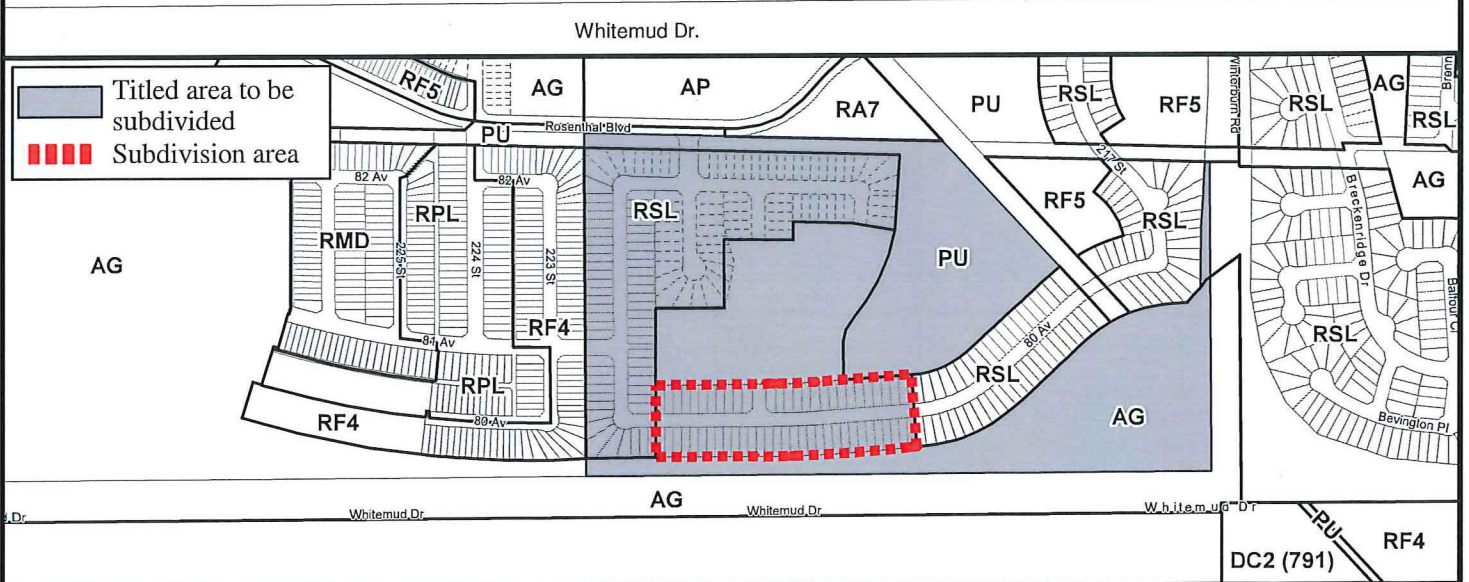 Whitemud Dr.
Titled area to be
subdivided
Subdivision area
RF5
AG
AP
RA7
PU
RSL
RF5
Winterburn Rd
RSL
AG
RSL
PU
Rosenthal Blvd
217 St
82 Av
82 Av
RPL
RMD
225 St
224 St
223 St
RSL
RF5
RSL
AG
Breckenridge Dr
AG
PU
RF4
81 Av
RPL
80 Av
RF4
80 Av
RSL
AG
RSL
Bevington Pl
AG
Whitemud Dr
Whitemud Dr
Whitemud Dr
DC2 (791)
PU
RF4